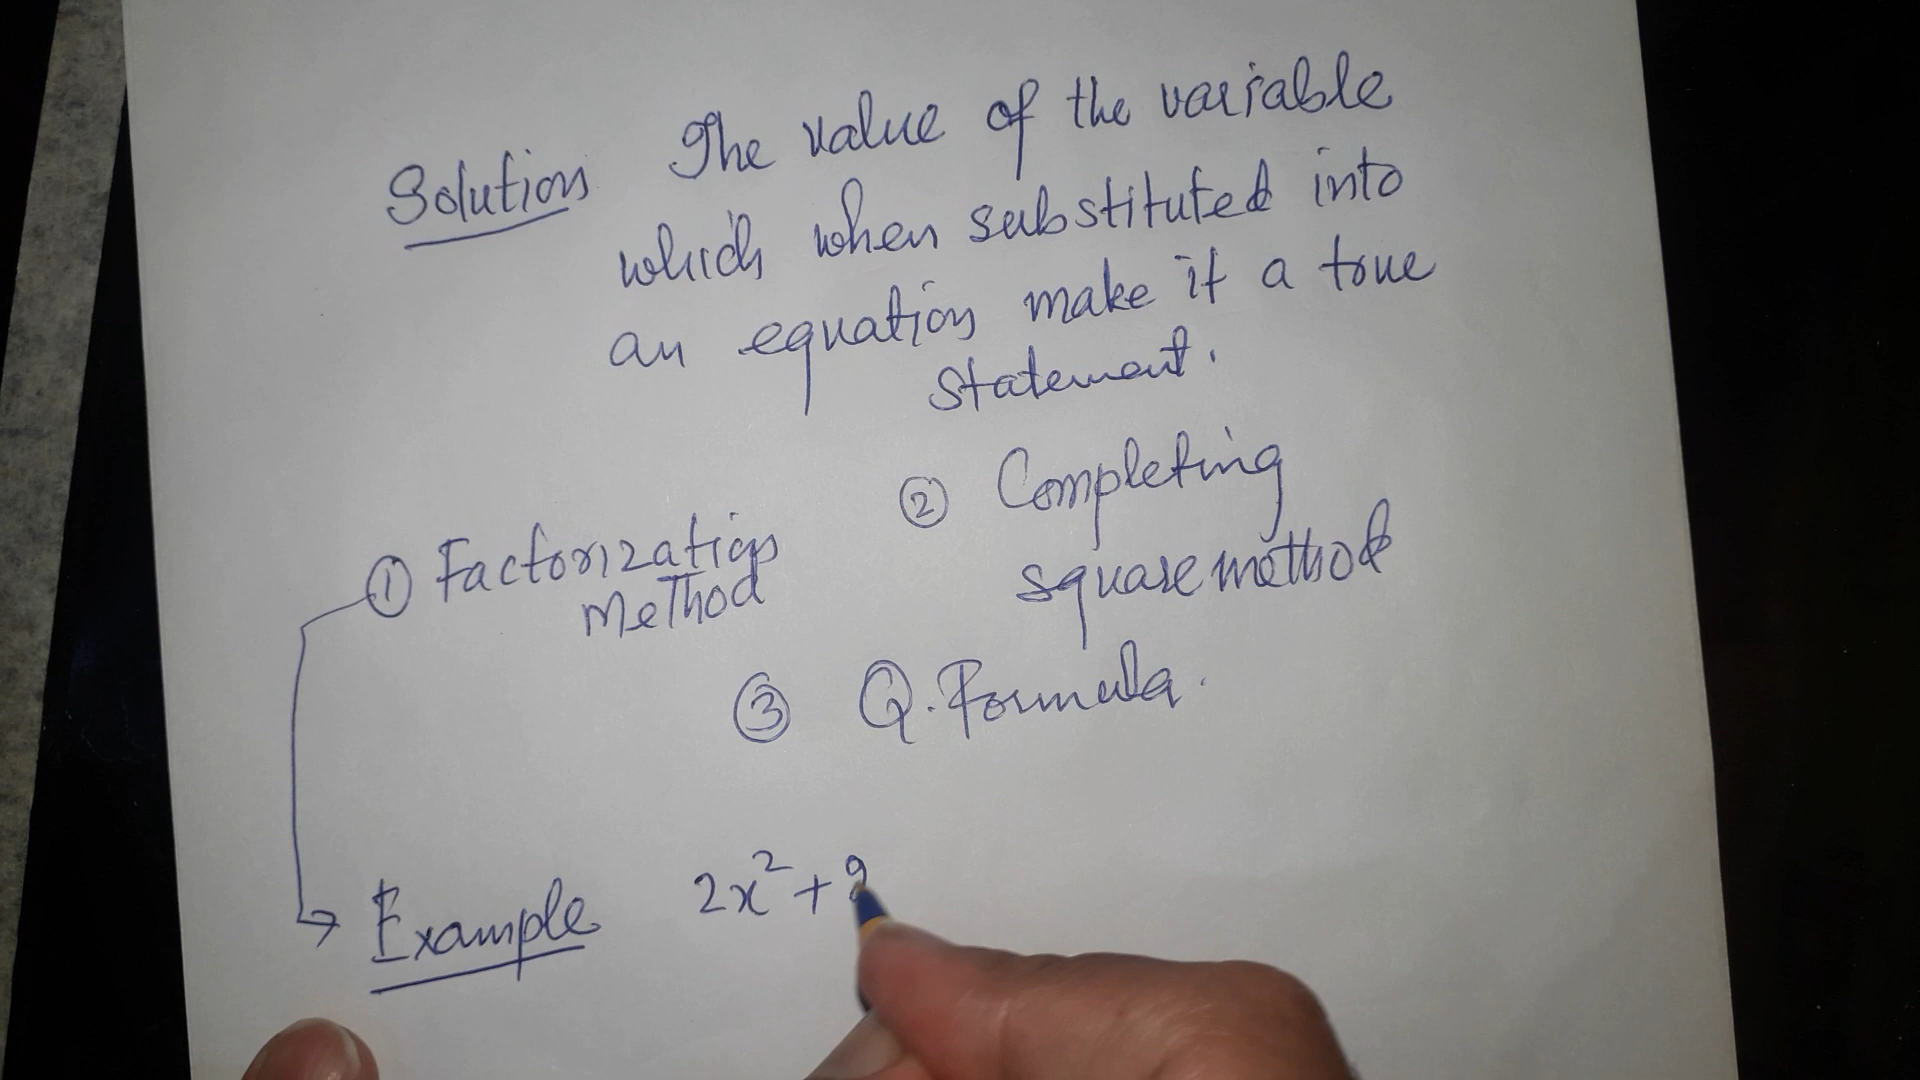 Solution The value of the variable
which when substituted into
an equation make it a true
statement.
① Factorization
Method
② Completing
square method
③ Q. Formula.
Example 2x² + 9